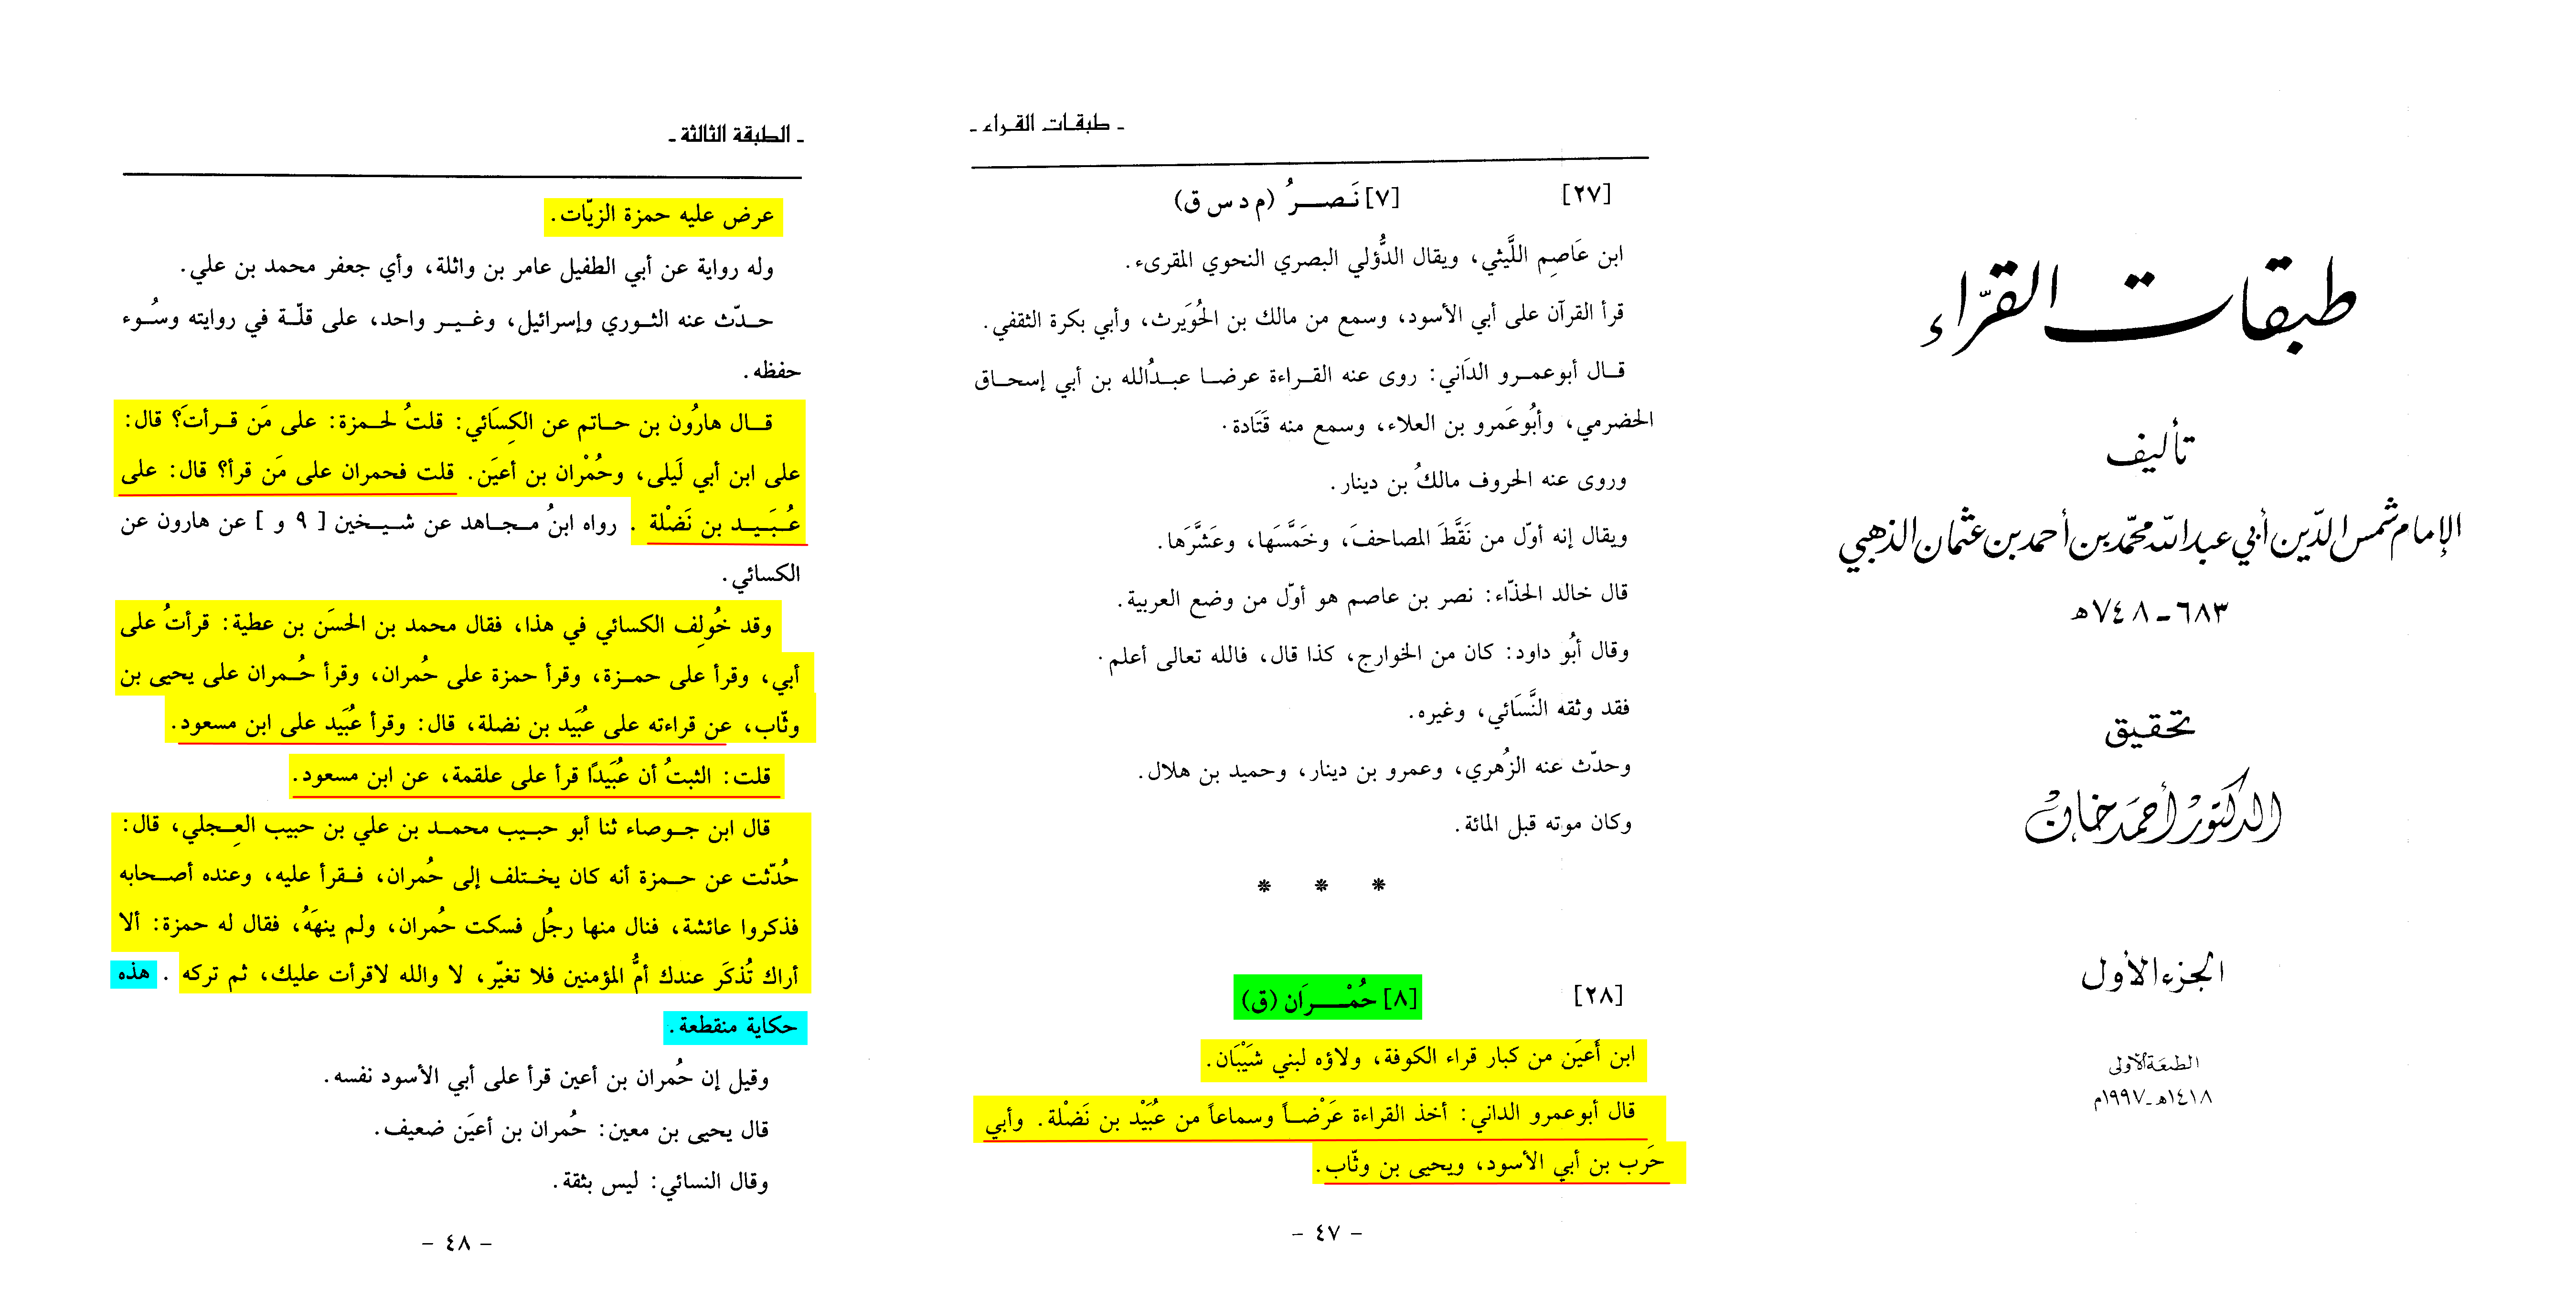 طبقات القرّاء
تأليف
الإمام شمس الدّين أبي عبد الله محمّد بن أحمد بن عثمان الذهبي
٦٨٣ - ٧٤٨ هـ
تحقيق
الدكتور أحمد خان
الجزء الأول
الطبعة الأولى
١٤١٨هـ - ١٩٩٧م
- طبقات القراء -
[٢٧] [٧] نَصرُ (م د س ق)
ابن عَاصِم اللَّيثي، ويقال الدُّؤلي البصري النحوي المقرىء.
قرأ القرآن على أبي الأسود، وسمع من مالك بن الحُوَيرث، وأبي بكرة الثقفي.
قال أبوعمرو الدَاني: روى عنه القراءة عرضا عبدُالله بن أبي إسحاق
الحضرمي، وأبُوعَمرو بن العلاء، وسمع منه قَتَادة.
وروى عنه الحروف مالكُ بن دينار.
ويقال إنه أوّل من نَقَّطَ المصاحفَ، وخَمَّسَها، وعَشَّرَها.
قال خالد الحذّاء: نصر بن عاصم هو أوّل من وضع العربية.
وقال أبُو داود: كان من الخوارج، كذا قال، فالله تعالى أعلم.
فقد وثقه النَّسَائي، وغيره.
وحدّث عنه الزُهري، وعمرو بن دينار، وحميد بن هلال.
وكان موته قبل المائة.
* * *
[٢٨] [٨] حُمْرَان (ق)
ابن أَعيَن من كبار قراء الكوفة، ولاؤه لبني شَيْبَان.
قال أبوعمرو الداني: أخذ القراءة عَرْضاً وسماعاً من عُبَيْد بن نَضْلة. وأبي
حَرب بن أبي الأسود، ويحيى بن وثّاب.
- ٤٧ -
- الطبقة الثالثة -
عرض عليه حمزة الزيّات.
وله رواية عن أبي الطفيل عامر بن واثلة، وأي جعفر محمد بن علي.
حدّث عنه الثوري وإسرائيل، وغير واحد، على قلّة في روايته وسُوء
حفظه.
قال هارُون بن حاتم عن الكِسَائي: قلتُ لحمزة: على مَن قرأتَ؟ قال:
على ابن أبي لَيلى، وحُمْران بن أعيَن. قلت فحمران على مَن قرأ؟ قال: على
عُبَيد بن نَضْلة. رواه ابنُ مجاهد عن شيخين [ ٩ و ] عن هارون عن
الكسائي.
وقد خُولِف الكسائي في هذا، فقال محمد بن الحسَن بن عطية: قرأتُ على
أبي، وقرأ على حمزة، وقرأ حمزة على حُمران، وقرأ حُمران على يحيى بن
وثّاب، عن قراءته على عُبَيد بن نضلة، قال: وقرأ عُبَيد على ابن مسعود.
قلت: الثبتُ أن عُبَيدًا قرأ على علقمة، عن ابن مسعود.
قال ابن جوصاء ثنا أبو حبيب محمد بن علي بن حبيب العِجلي، قال:
حُدّثت عن حمزة أنه كان يختلف إلى حُمران، فقرأ عليه، وعنده أصحابه
فذكروا عائشة، فنال منها رجُل فسكت حُمران، ولم ينهَهُ، فقال له حمزة: ألا
أراك تُذكَر عندك أمُّ المؤمنين فلا تغيّر، لا والله لاقرأت عليك، ثم تركه . هذه
حكاية منقطعة.
وقيل إن حُمران بن أعين قرأ على أبي الأسود نفسه.
قال يحيى بن معين: حُمران بن أعيَن ضعيف.
وقال النسائي: ليس بثقة.
- ٤٨ -